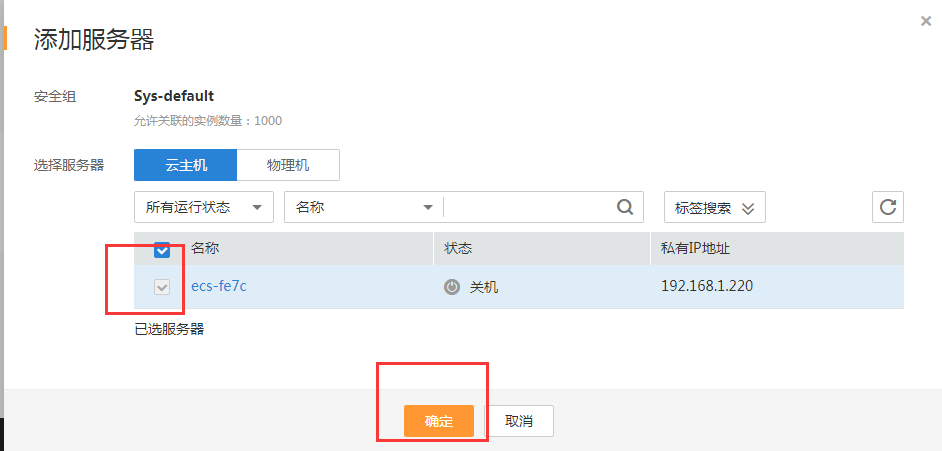 添加服务器
安全组
Sys-default
允许关联的实例数量：1000
选择服务器
云主机
物理机
所有运行状态
名称
标签搜索
名称
状态
私有IP地址
ecs-fe7c
关机
192.168.1.220
已选服务器
确定
取消